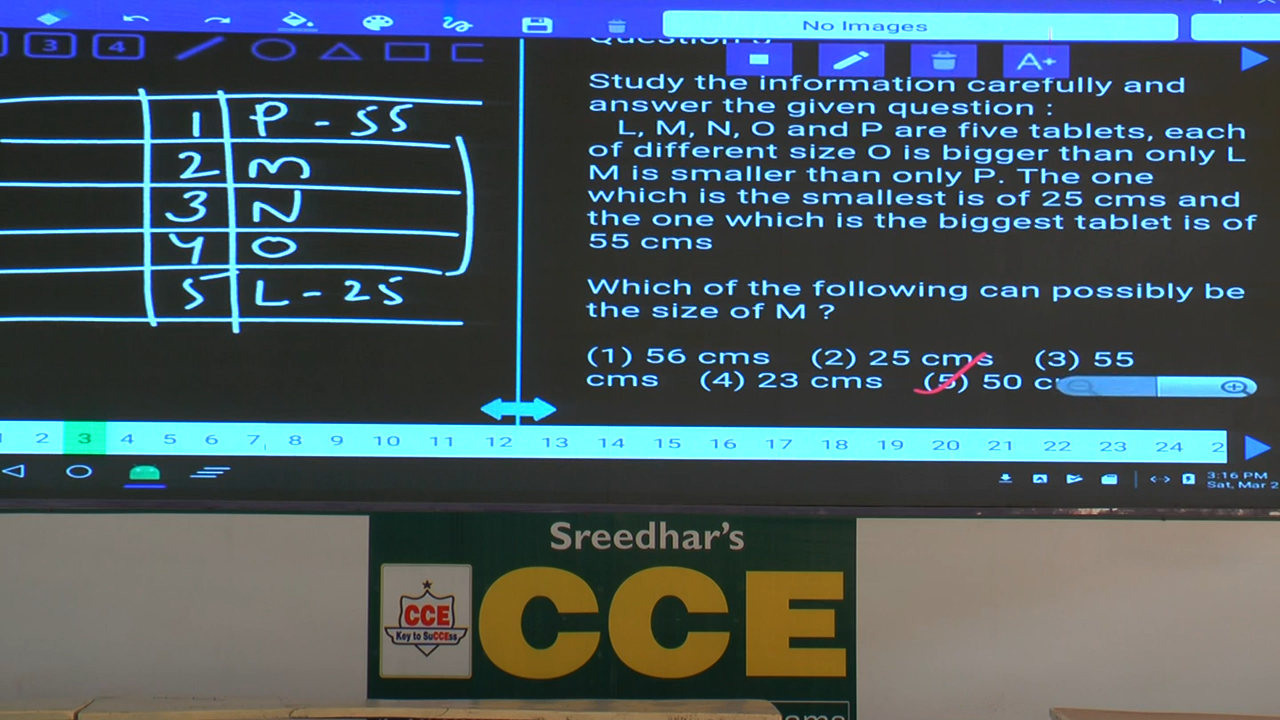 No Images
3 4
1 P - 55
2 M
3 N
4 O
5 L - 25
Study the information carefully and
answer the given question :
L, M, N, O and P are five tablets, each
of different size O is bigger than only L
M is smaller than only P. The one
which is the smallest is of 25 cms and
the one which is the biggest tablet is of
55 cms
Which of the following can possibly be
the size of M ?
(1) 56 cms (2) 25 cms (3) 55
cms (4) 23 cms (5) 50
A+
2 3 4 5 6 7 8 9 10 11 12 13 14 15 16 17 18 19 20 21 22 23 24
3:16 PM
Sat, Mar
Sreedhar's
CCE
CCE
Key to SuCCEss